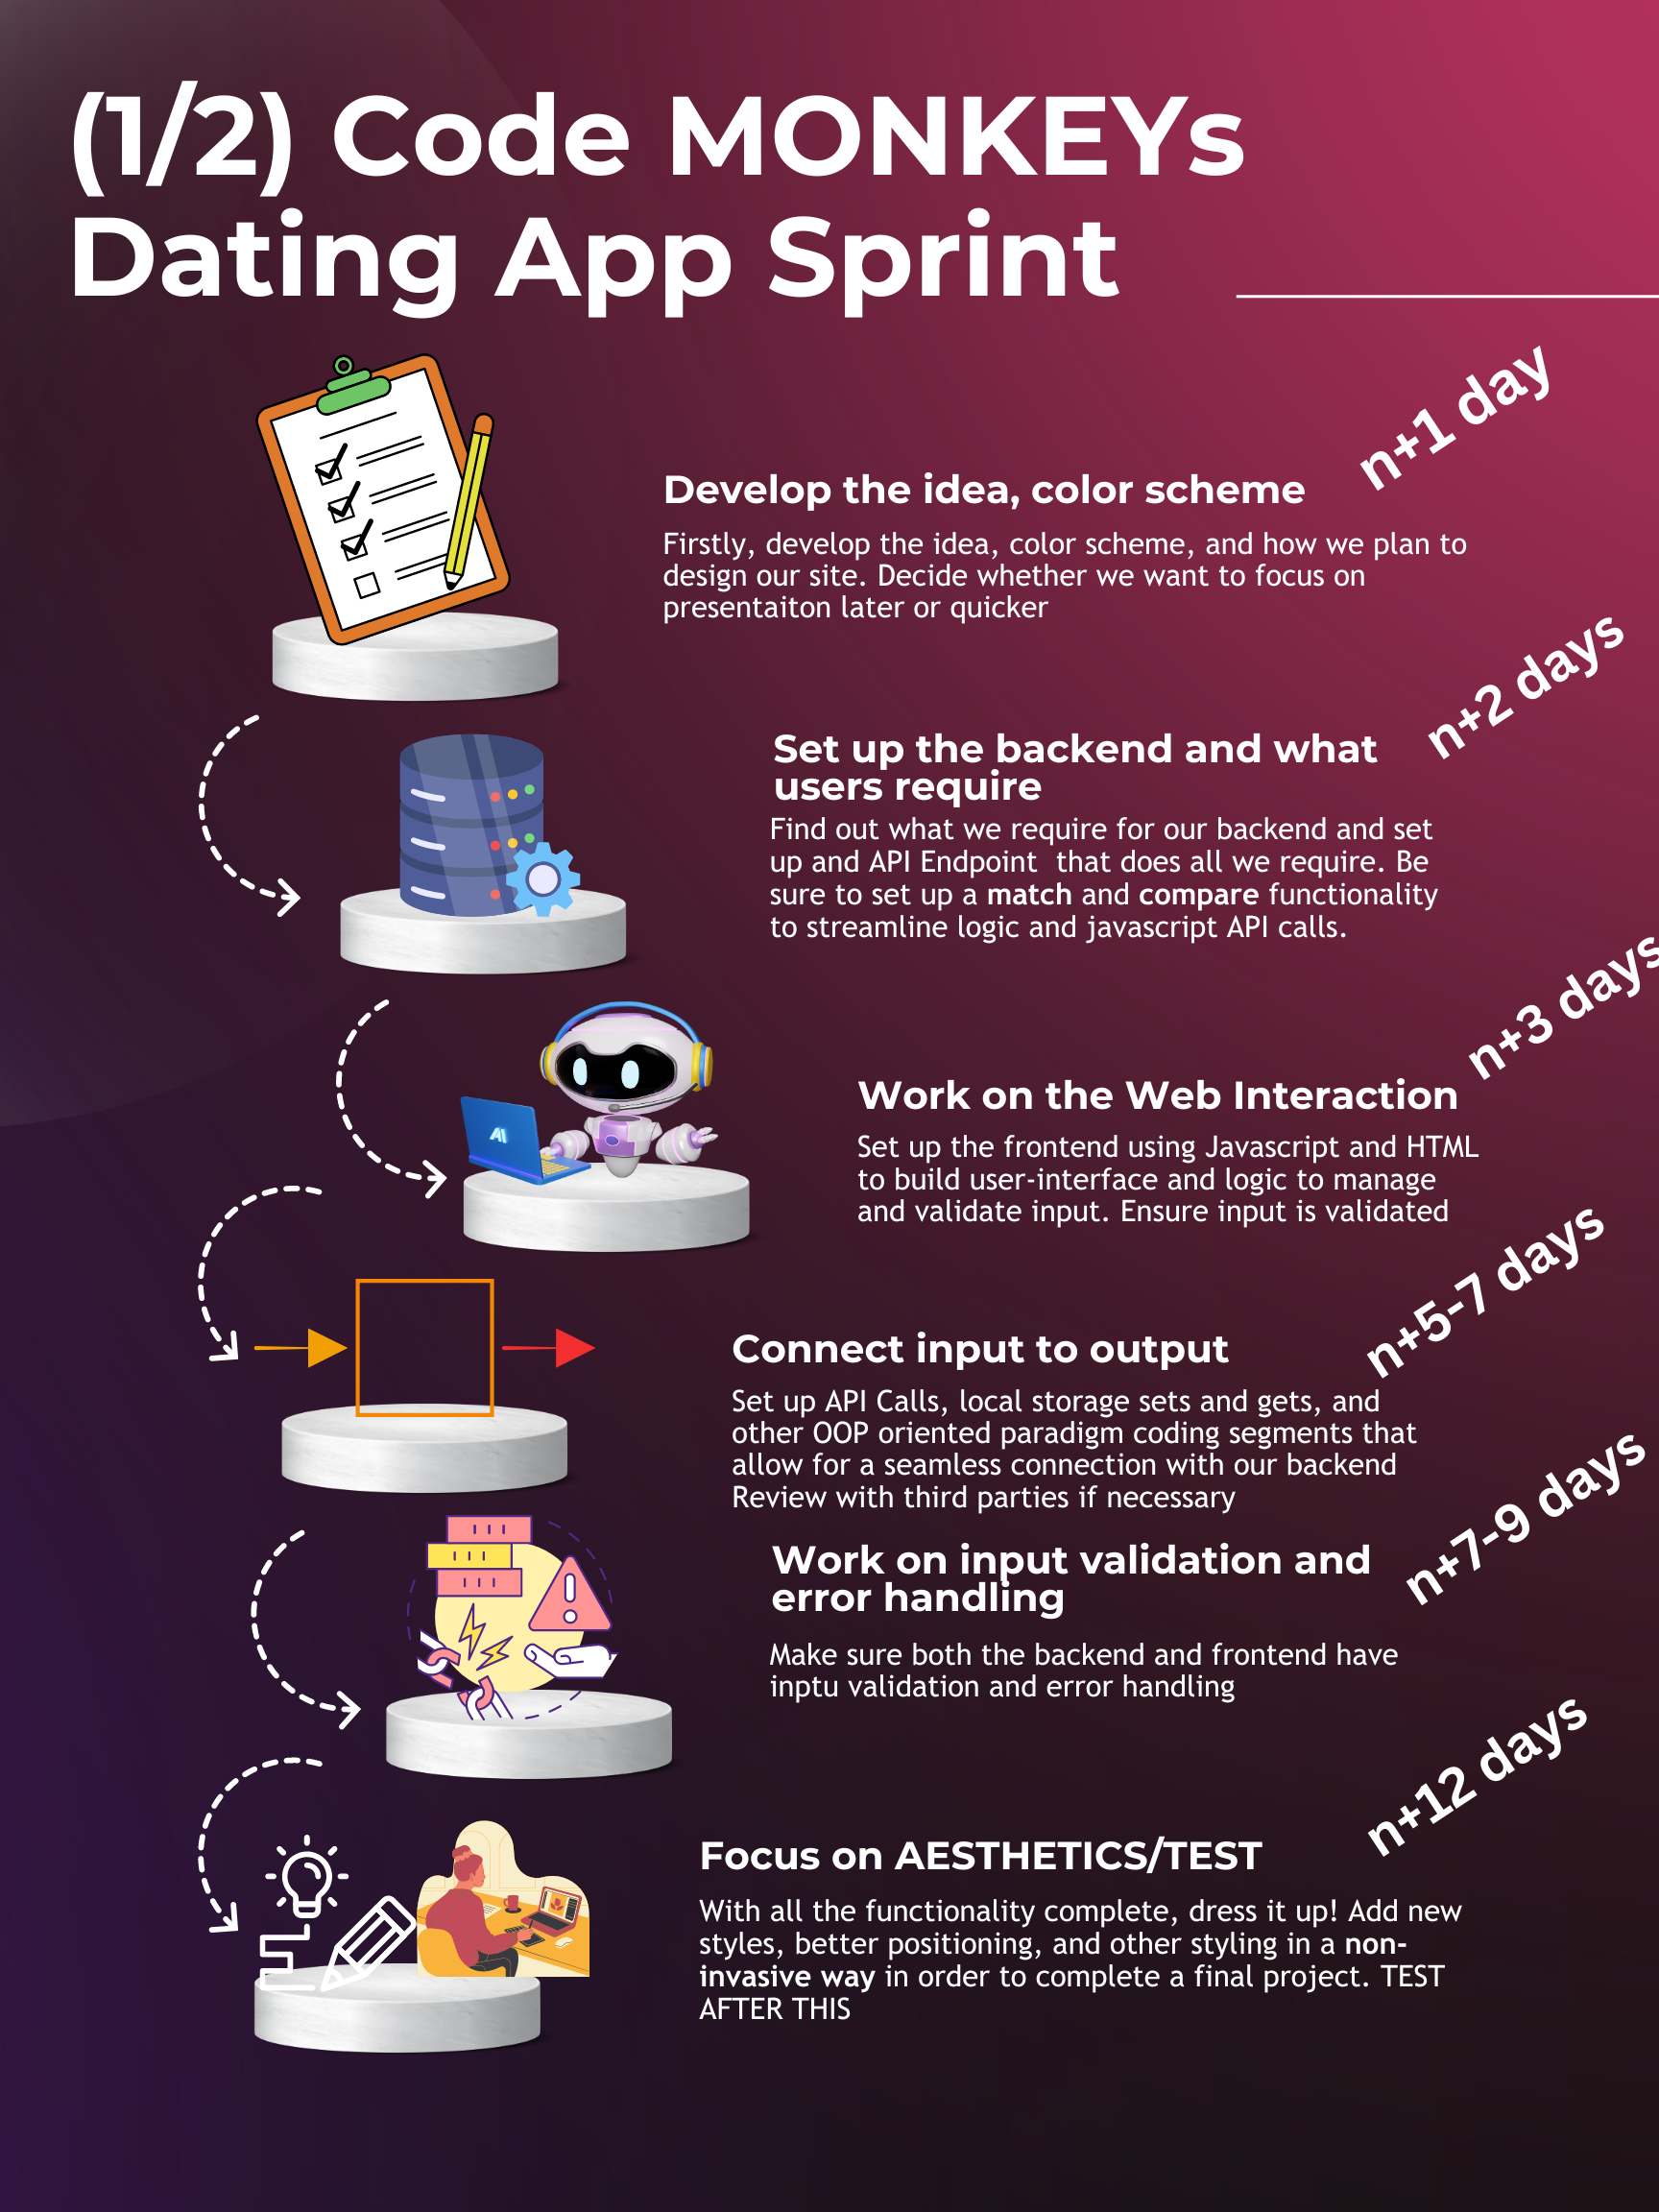 (1/2) Code MONKEYs
Dating App Sprint
n+1 day
Develop the idea, color scheme
Firstly, develop the idea, color scheme, and how we plan to
design our site. Decide whether we want to focus on
presentaiton later or quicker
n+2 days
Set up the backend and what
users require
Find out what we require for our backend and set
up and API Endpoint  that does all we require. Be
sure to set up a match and compare functionality
to streamline logic and javascript API calls.
n+3 days
AI
Work on the Web Interaction
Set up the frontend using Javascript and HTML
to build user-interface and logic to manage
and validate input. Ensure input is validated
n+5-7 days
Connect input to output
Set up API Calls, local storage sets and gets, and
other OOP oriented paradigm coding segments that
allow for a seamless connection with our backend
Review with third parties if necessary
n+7-9 days
Work on input validation and
error handling
Make sure both the backend and frontend have
inptu validation and error handling
n+12 days
Focus on AESTHETICS/TEST
With all the functionality complete, dress it up! Add new
styles, better positioning, and other styling in a non-
invasive way in order to complete a final project. TEST
AFTER THIS